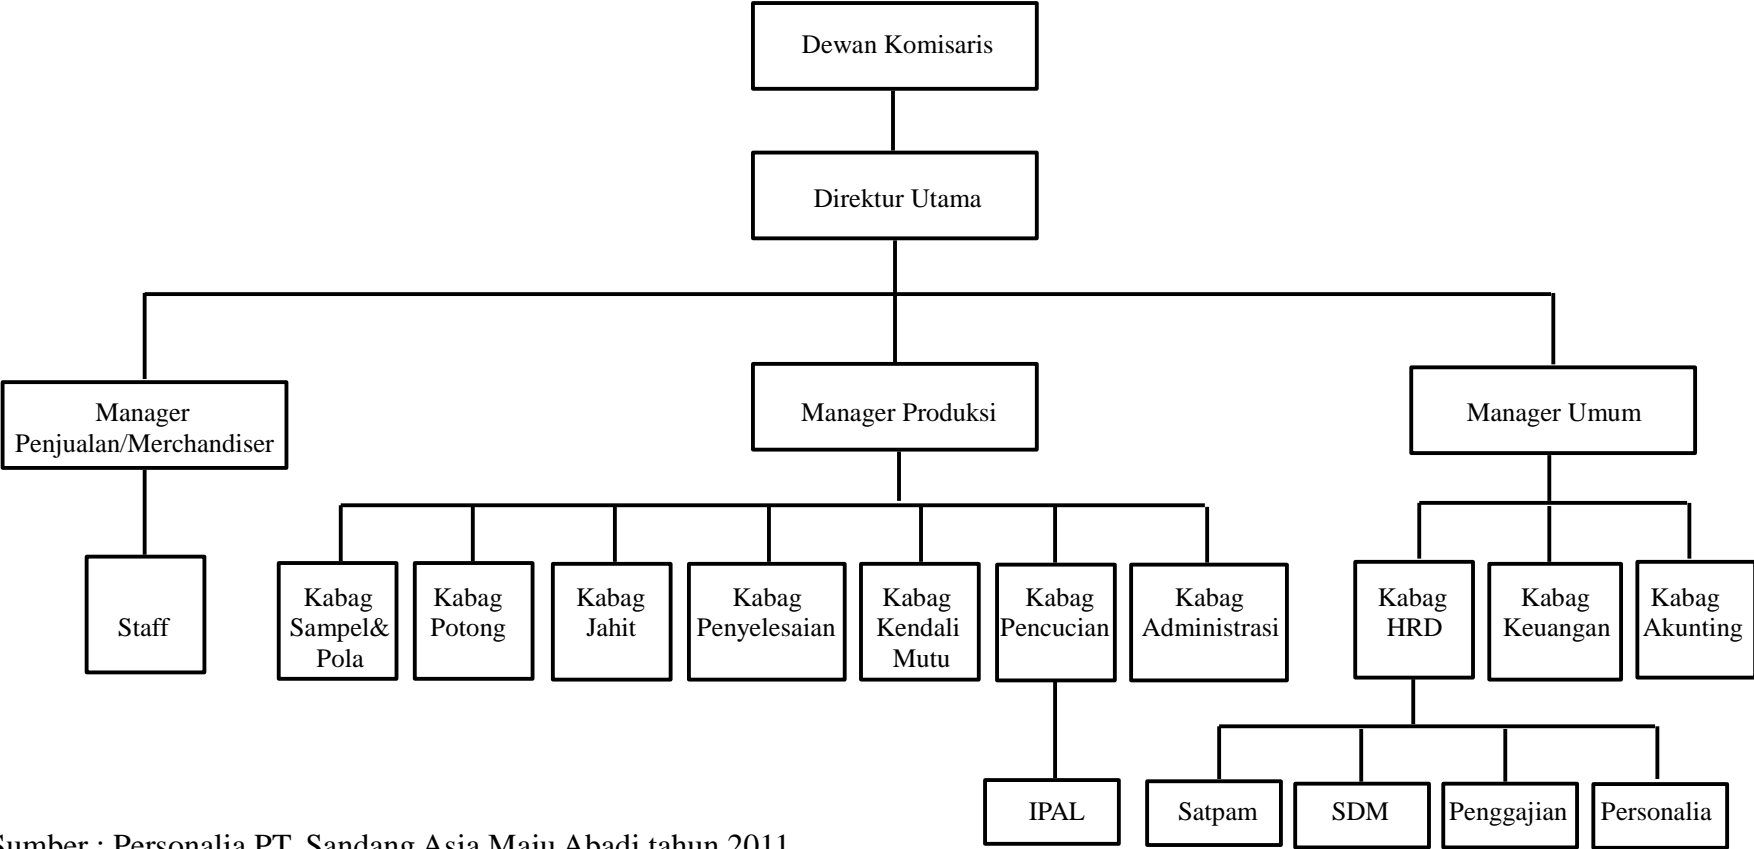 Dewan Komisaris
Direktur Utama
Manager
Penjualan/Merchandiser
Manager Produksi
Manager Umum
Staff
Kabag
Sampel&
Pola
Kabag
Potong
Kabag
Jahit
Kabag
Penyelesaian
Kabag
Kendali
Mutu
Kabag
Pencucian
Kabag
Administrasi
Kabag
HRD
Kabag
Keuangan
Kabag
Akunting
IPAL
Satpam
SDM
Penggajian
Personalia
Sumber : Personalia PT. Sandang Asia Maju Abadi tahun 2011